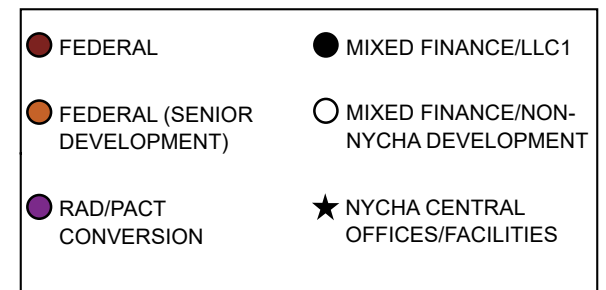 FEDERAL
FEDERAL (SENIOR
DEVELOPMENT)
RAD/PACT
CONVERSION
MIXED FINANCE/LLC1
MIXED FINANCE/NON-
NYCHA DEVELOPMENT
NYCHA CENTRAL
OFFICES/FACILITIES